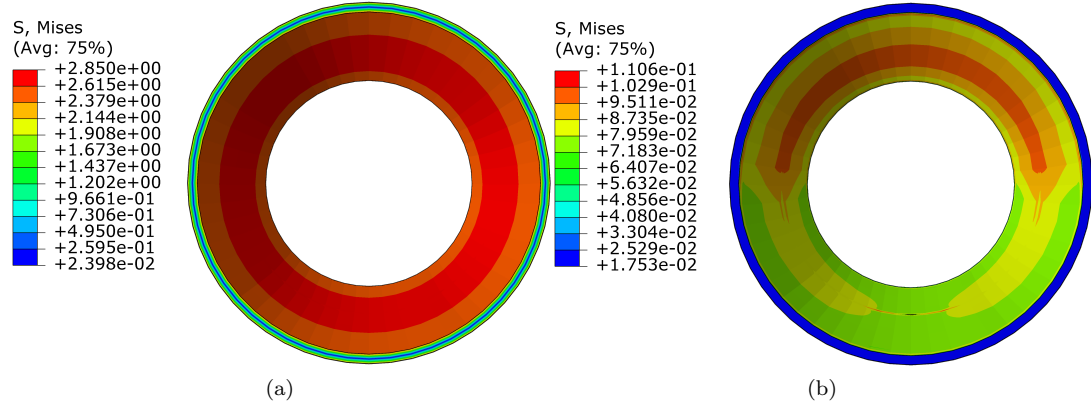 S, Mises
(Avg: 75%)
+2.850e+00
+2.615e+00
+2.379e+00
+2.144e+00
+1.908e+00
+1.673e+00
+1.437e+00
+1.202e+00
+9.661e-01
+7.306e-01
+4.950e-01
+2.595e-01
+2.398e-02
S, Mises
(Avg: 75%)
+1.106e-01
+1.029e-01
+9.511e-02
+8.735e-02
+7.959e-02
+7.183e-02
+6.407e-02
+5.632e-02
+4.856e-02
+4.080e-02
+3.304e-02
+2.529e-02
+1.753e-02
(a)
(b)